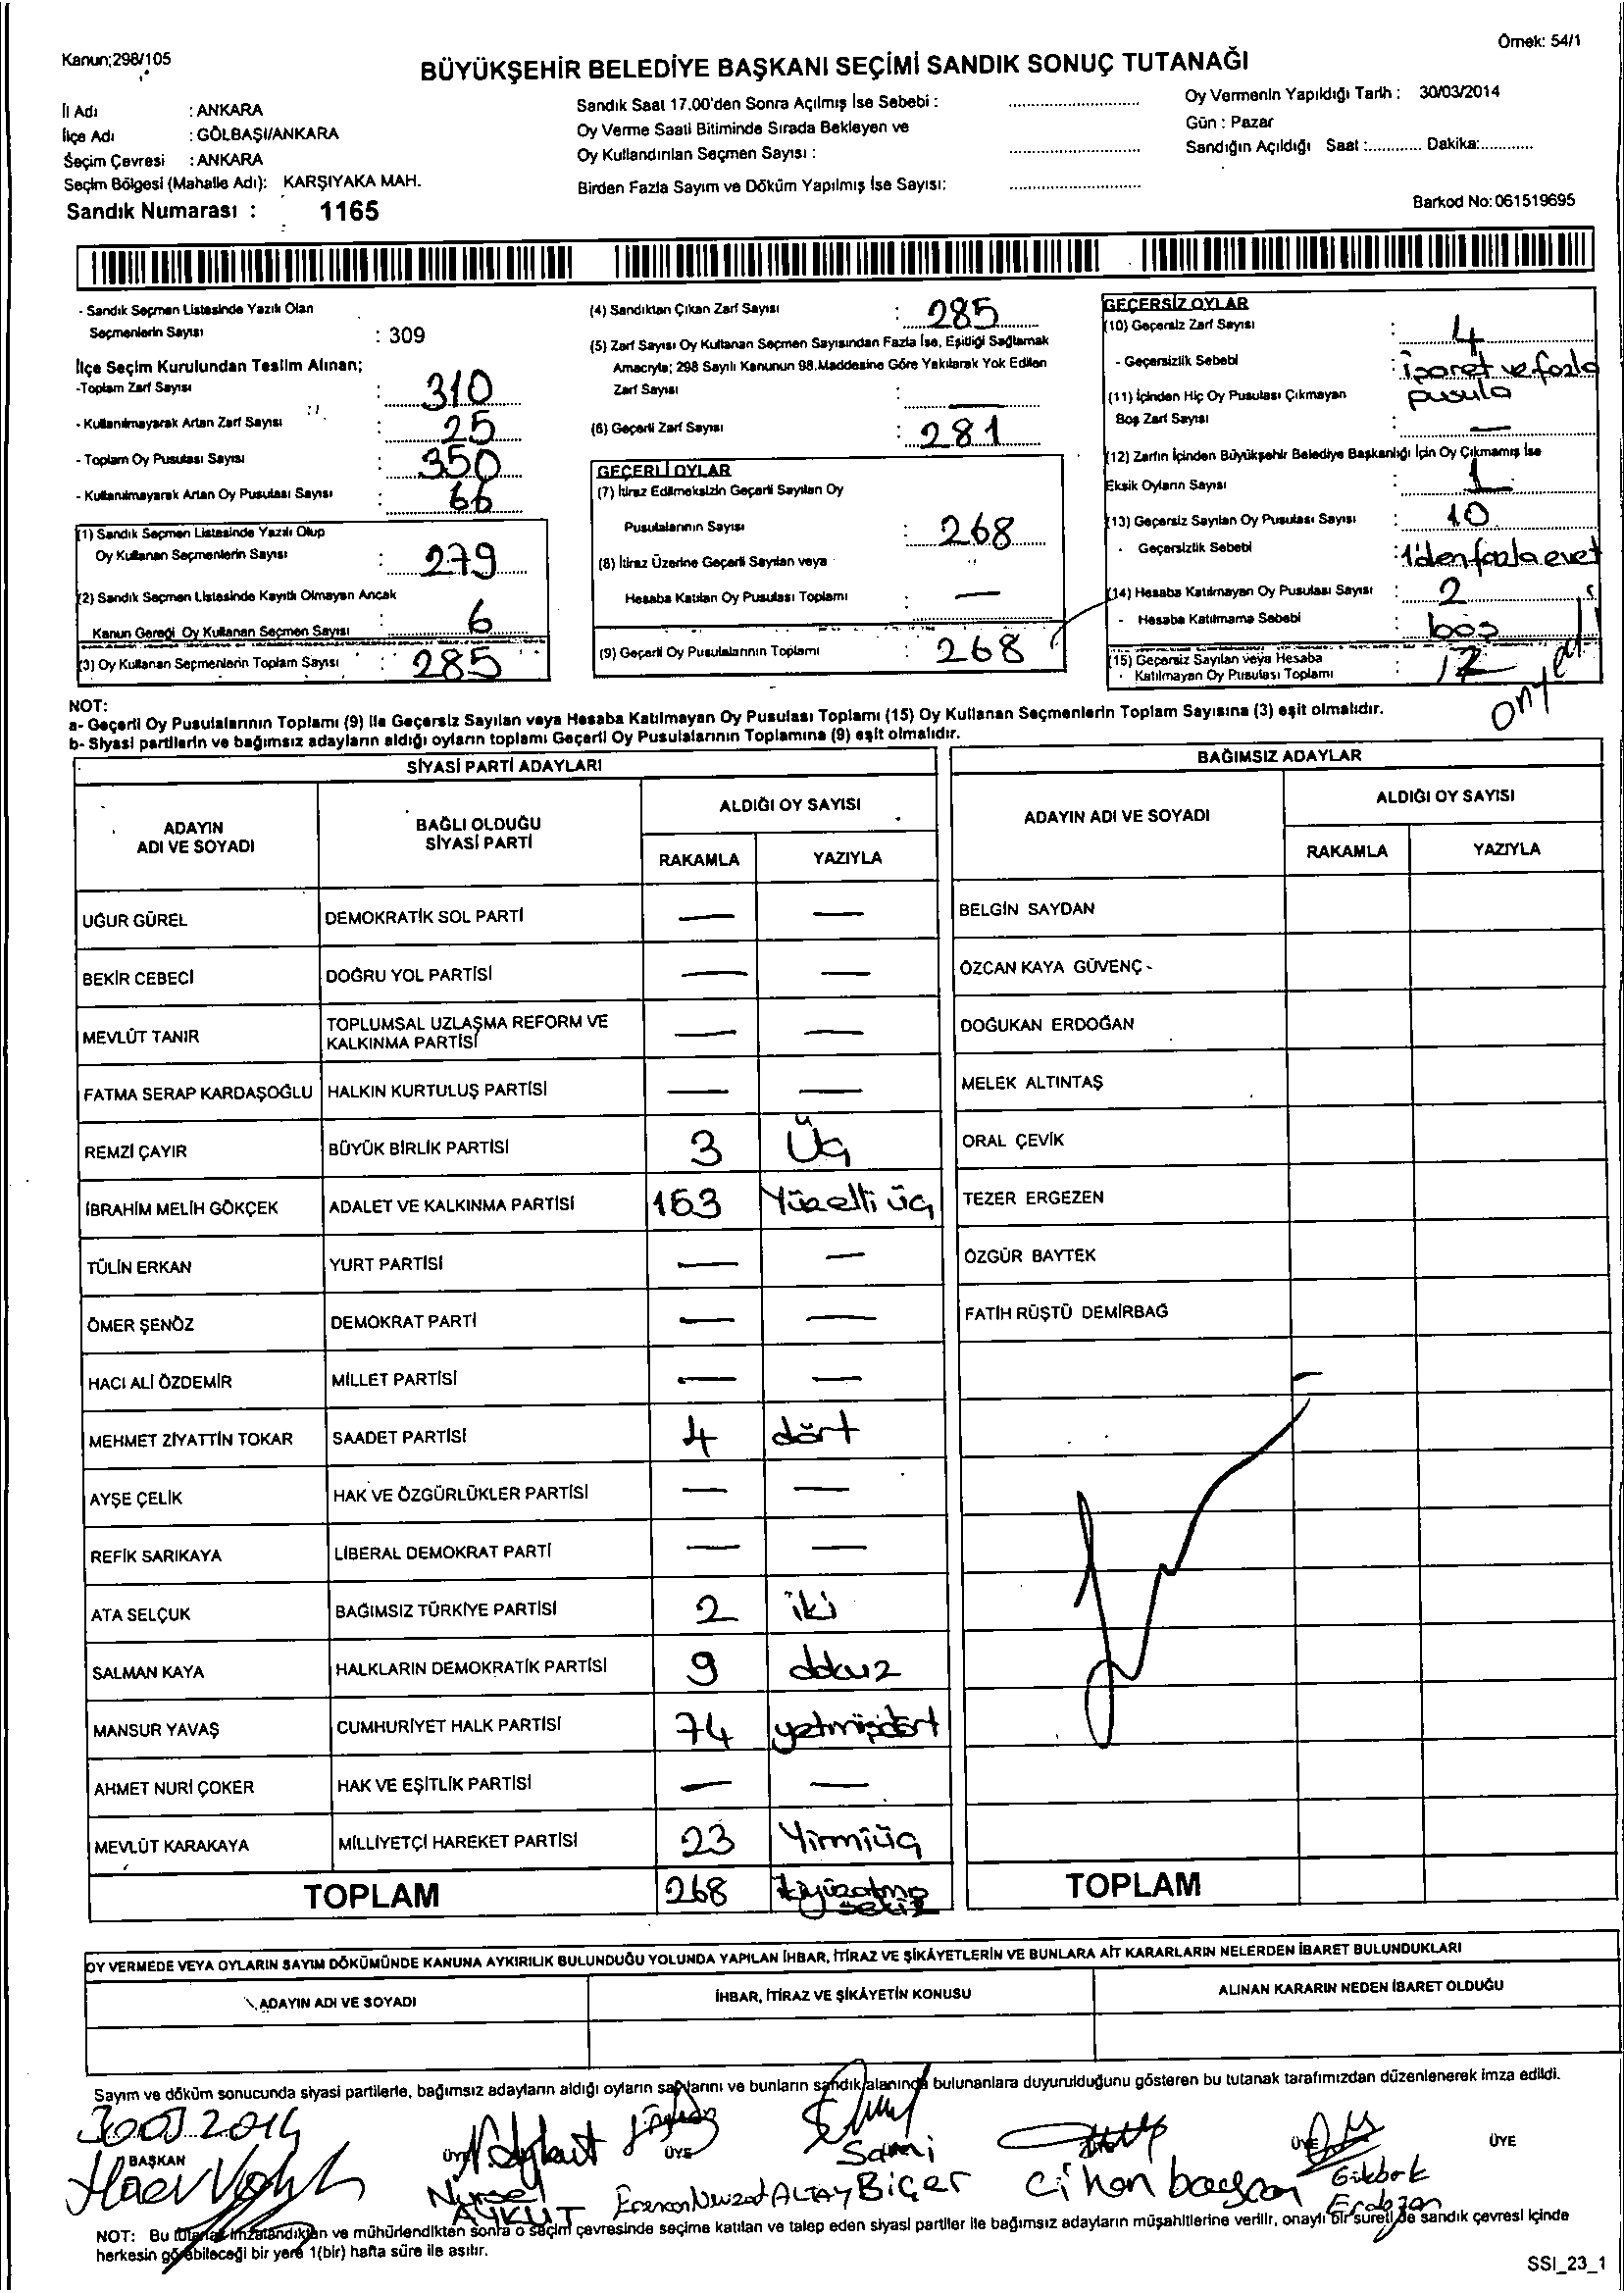 Kanun;298/105
Örnek: 54/1
BÜYÜKŞEHİR BELEDİYE BAŞKANI SEÇİMİ SANDIK SONUÇ TUTANAĞI
İl Adı : ANKARA
İlçe Adı : GÖLBAŞI/ANKARA
Seçim Çevresi : ANKARA
Seçim Bölgesi (Mahalle Adı): KARŞIYAKA MAH.
Sandık Numarası : 1165
Sandık Saat 17.00'den Sonra Açılmış İse Sebebi :
Oy Verme Saati Bitiminde Sırada Bekleyen ve
Oy Kullandırılan Seçmen Sayısı :
Birden Fazla Sayım ve Döküm Yapılmış İse Sayısı:
Oy Vermenin Yapıldığı Tarih : 30/03/2014
Gün : Pazar
Sandığın Açıldığı Saat :............ Dakika:............
Barkod No:061519695
- Sandık Seçmen Listesinde Yazılı Olan
Seçmenlerin Sayısı : 309
İlçe Seçim Kurulundan Teslim Alınan;
-Toplam Zarf Sayısı : 310
- Kullanılmayarak Artan Zarf Sayısı : 25
- Toplam Oy Pusulası Sayısı : 350
- Kullanılmayarak Artan Oy Pusulası Sayısı : 66
(1) Sandık Seçmen Listesinde Yazılı Olup
Oy Kullanan Seçmenlerin Sayısı : 279
(2) Sandık Seçmen Listesinde Kayıtlı Olmayan Ancak
Kanun Gereği Oy Kullanan Seçmen Sayısı : 6
(3) Oy Kullanan Seçmenlerin Toplam Sayısı : 285
(4) Sandıktan Çıkan Zarf Sayısı : 285
(5) Zarf Sayısı Oy Kullanan Seçmen Sayısından Fazla İse, Eşitliği Sağlamak
Amacıyla; 298 Sayılı Kanunun 98.Maddesine Göre Yakılarak Yok Edilen
Zarf Sayısı : —
(6) Geçerli Zarf Sayısı : 281
GEÇERLİ OYLAR
(7) İtiraz Edilmeksizin Geçerli Sayılan Oy
Pusulalarının Sayısı : 268
(8) İtiraz Üzerine Geçerli Sayılan veya
Hesaba Katılan Oy Pusulası Toplamı : —
(9) Geçerli Oy Pusulalarının Toplamı : 268
GEÇERSİZ OYLAR
(10) Geçersiz Zarf Sayısı : 4
- Geçersizlik Sebebi : işaret ve fazla
pusula
(11) İçinden Hiç Oy Pusulası Çıkmayan
Boş Zarf Sayısı : —
(12) Zarfın İçinden Büyükşehir Belediye Başkanlığı İçin Oy Çıkmamış İse
Eksik Oyların Sayısı : 1
(13) Geçersiz Sayılan Oy Pusulası Sayısı : 10
- Geçersizlik Sebebi : 1'den fazla evet
(14) Hesaba Katılmayan Oy Pusulası Sayısı : 2
- Hesaba Katılmama Sebebi : boş
(15) Geçersiz Sayılan veya Hesaba
Katılmayan Oy Pusulası Toplamı : 12
NOT:
a- Geçerli Oy Pusulalarının Toplamı (9) ile Geçersiz Sayılan veya Hesaba Katılmayan Oy Pusulası Toplamı (15) Oy Kullanan Seçmenlerin Toplam Sayısına (3) eşit olmalıdır.
b- Siyasi partilerin ve bağımsız adayların aldığı oyların toplamı Geçerli Oy Pusulalarının Toplamına (9) eşit olmalıdır.
SİYASİ PARTİ ADAYLARI
ADAYIN
ADI VE SOYADI
BAĞLI OLDUĞU
SİYASİ PARTİ
ALDIĞI OY SAYISI
RAKAMLA YAZIYLA
UĞUR GÜREL DEMOKRATİK SOL PARTİ — —
BEKİR CEBECİ DOĞRU YOL PARTİSİ — —
MEVLÜT TANIR TOPLUMSAL UZLAŞMA REFORM VE
KALKINMA PARTİSİ — —
FATMA SERAP KARDAŞOĞLU HALKIN KURTULUŞ PARTİSİ — —
REMZİ ÇAYIR BÜYÜK BİRLİK PARTİSİ 3 Üç
İBRAHİM MELİH GÖKÇEK ADALET VE KALKINMA PARTİSİ 153 Yüzelli üç
TÜLİN ERKAN YURT PARTİSİ — —
ÖMER ŞENÖZ DEMOKRAT PARTİ — —
HACI ALİ ÖZDEMİR MİLLET PARTİSİ — —
MEHMET ZİYATTİN TOKAR SAADET PARTİSİ 4 dört
AYŞE ÇELİK HAK VE ÖZGÜRLÜKLER PARTİSİ — —
REFİK SARIKAYA LİBERAL DEMOKRAT PARTİ — —
ATA SELÇUK BAĞIMSIZ TÜRKİYE PARTİSİ 2 iki
SALMAN KAYA HALKLARIN DEMOKRATİK PARTİSİ 9 dokuz
MANSUR YAVAŞ CUMHURİYET HALK PARTİSİ 74 yetmişdört
AHMET NURİ ÇOKER HAK VE EŞİTLİK PARTİSİ — —
MEVLÜT KARAKAYA MİLLİYETÇİ HAREKET PARTİSİ 23 Yirmiüç
TOPLAM 268 ikiyüzatmış
sekiz
BAĞIMSIZ ADAYLAR
ADAYIN ADI VE SOYADI
ALDIĞI OY SAYISI
RAKAMLA YAZIYLA
BELGİN SAYDAN
ÖZCAN KAYA GÜVENÇ
DOĞUKAN ERDOĞAN
MELEK ALTINTAŞ
ORAL ÇEVİK
TEZER ERGEZEN
ÖZGÜR BAYTEK
FATİH RÜŞTÜ DEMİRBAĞ
TOPLAM
OY VERMEDE VEYA OYLARIN SAYIM DÖKÜMÜNDE KANUNA AYKIRILIK BULUNDUĞU YOLUNDA YAPILAN İHBAR, İTİRAZ VE ŞİKÂYETLERİN VE BUNLARA AİT KARARLARIN NELERDEN İBARET BULUNDUKLARI
ADAYIN ADI VE SOYADI
İHBAR, İTİRAZ VE ŞİKÂYETİN KONUSU
ALINAN KARARIN NEDEN İBARET OLDUĞU
Sayım ve döküm sonucunda siyasi partilerle, bağımsız adayların aldığı oyların sayılarını ve bunların sandık alanında bulunanlara duyurulduğunu gösteren bu tutanak tarafımızdan düzenlenerek imza edildi.
30 03 2014
BAŞKAN ÜYE ÜYE ÜYE ÜYE
Nursel
AYKUT
Nevzat ALTAY
Sami
BİÇER
Cihan
Gökberk
NOT: Bu tutanak imzalandıktan ve mühürlendikten sonra o seçim çevresinde seçime katılan ve talep eden siyasi partiler ile bağımsız adayların müşahitlerine verilir, onaylı bir sureti de sandık çevresi içinde
herkesin görebileceği bir yere 1(bir) hafta süre ile asılır.
SSI_23_1